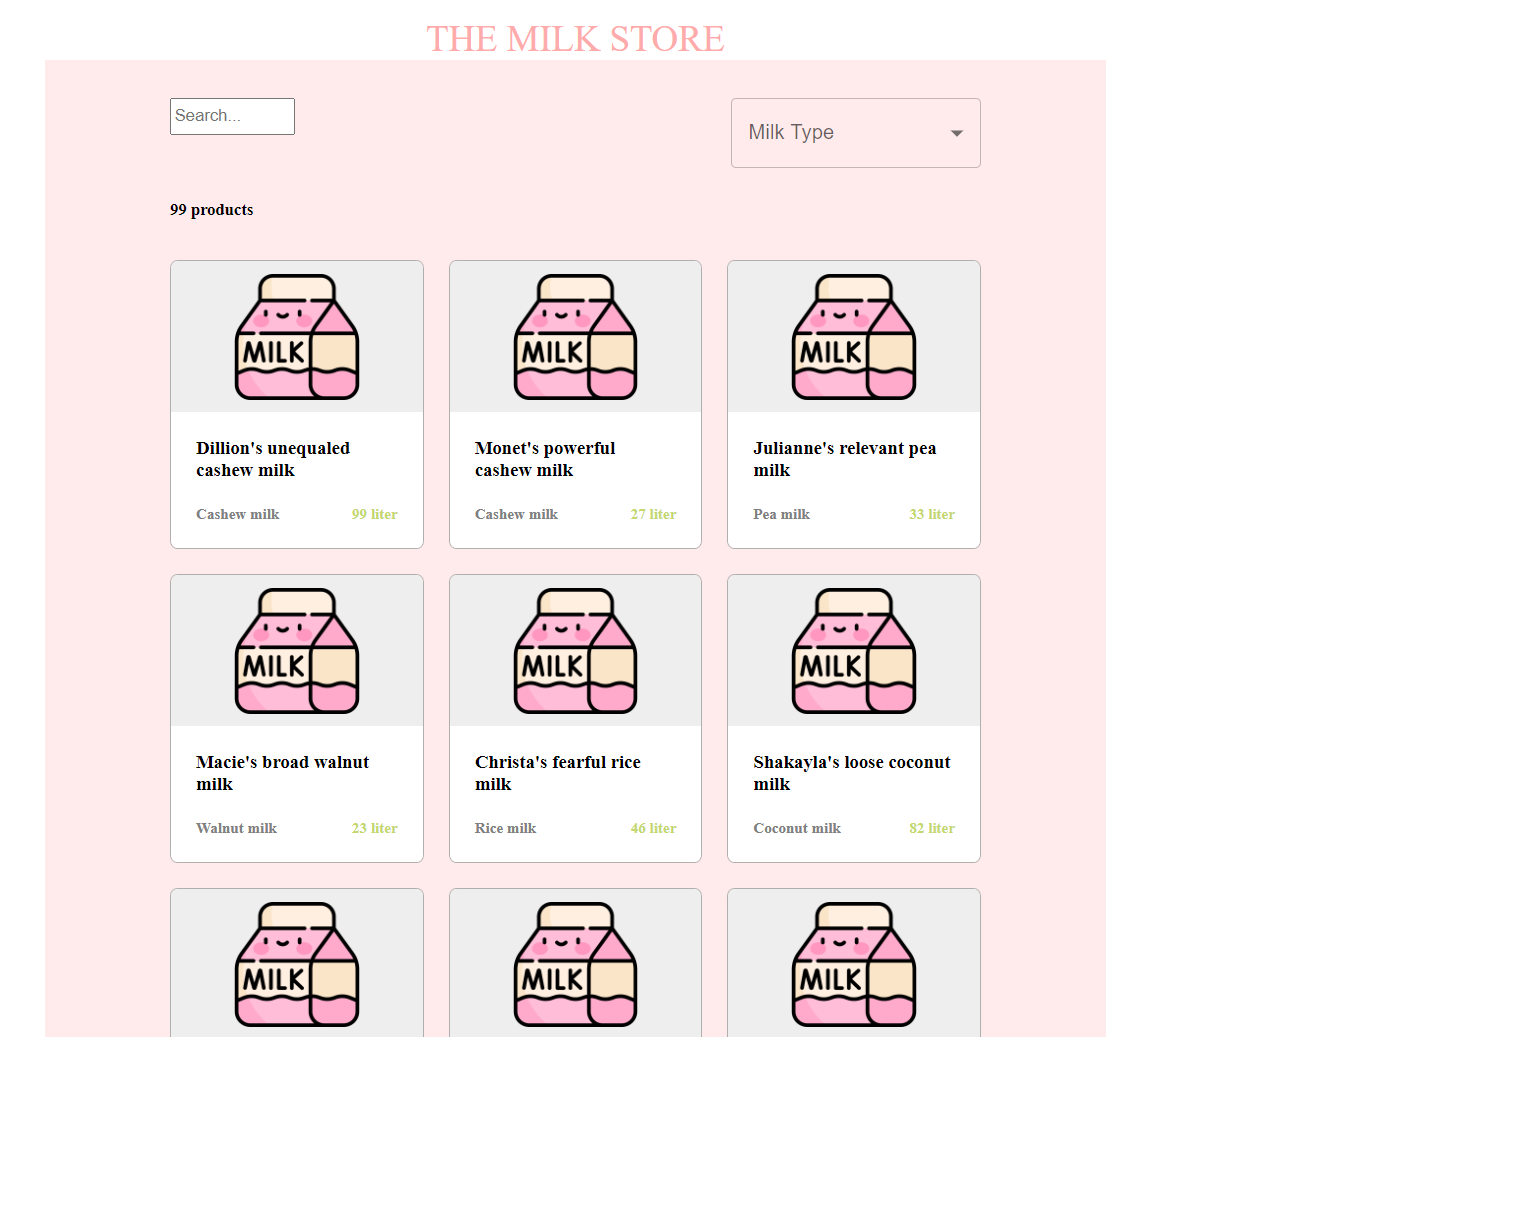 THE MILK STORE
Search...
Milk Type
99 products
MILK
MILK
MILK
Dillion's unequaled
cashew milk
Cashew milk
99 liter
Monet's powerful
cashew milk
Cashew milk
27 liter
Julianne's relevant pea
milk
Pea milk
33 liter
MILK
MILK
MILK
Macie's broad walnut
milk
Walnut milk
23 liter
Christa's fearful rice
milk
Rice milk
46 liter
Shakayla's loose coconut
milk
Coconut milk
82 liter
MILK
MILK
MILK